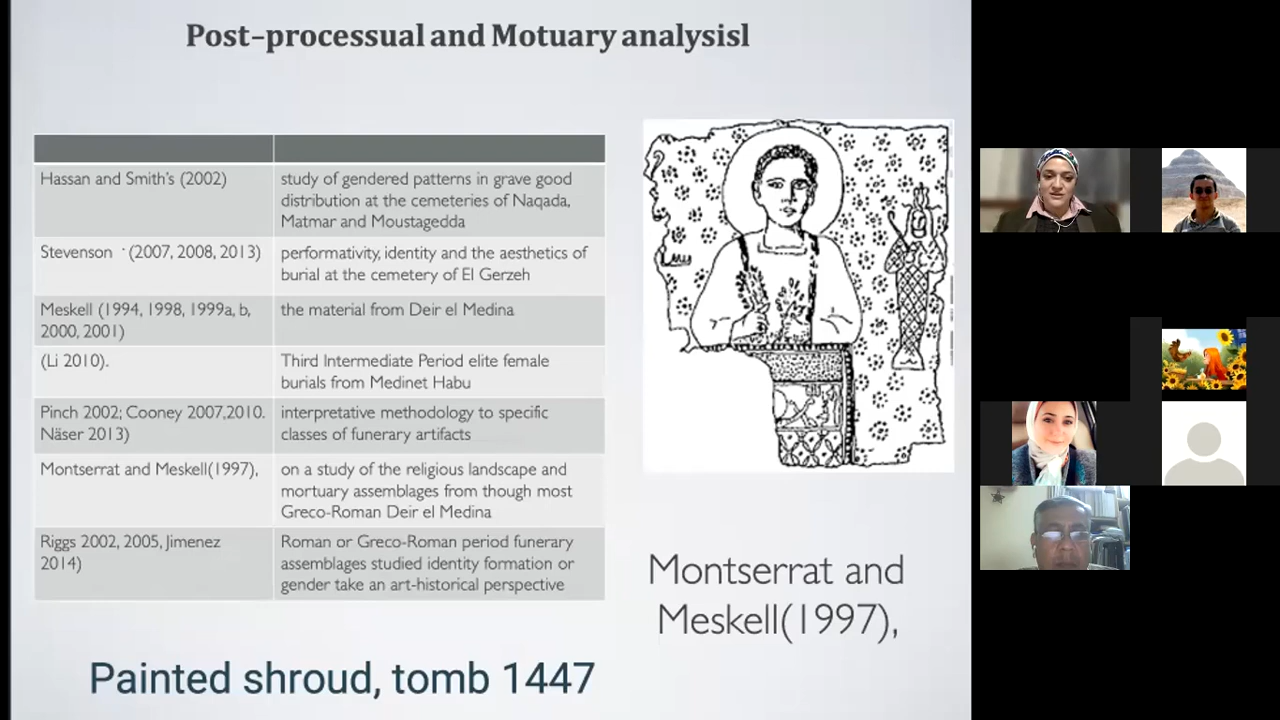 Post-processual and Motuary analysisl
Hassan and Smith's (2002)
study of gendered patterns in grave good
distribution at the cemeteries of Naqada,
Matmar and Moustagedda
Stevenson ˙ (2007, 2008, 2013)
performativity, identity and the aesthetics of
burial at the cemetery of El Gerzeh
Meskell (1994, 1998, 1999a, b,
2000, 2001)
the material from Deir el Medina
(Li 2010).
Third Intermediate Period elite female
burials from Medinet Habu
Pinch 2002; Cooney 2007,2010.
Näser 2013)
interpretative methodology to specific
classes of funerary artifacts
Montserrat and Meskell(1997),
on a study of the religious landscape and
mortuary assemblages from though most
Greco-Roman Deir el Medina
Riggs 2002, 2005, Jimenez
2014)
Roman or Greco-Roman period funerary
assemblages studied identity formation or
gender take an art-historical perspective
Montserrat and
Meskell(1997),
Painted shroud, tomb 1447